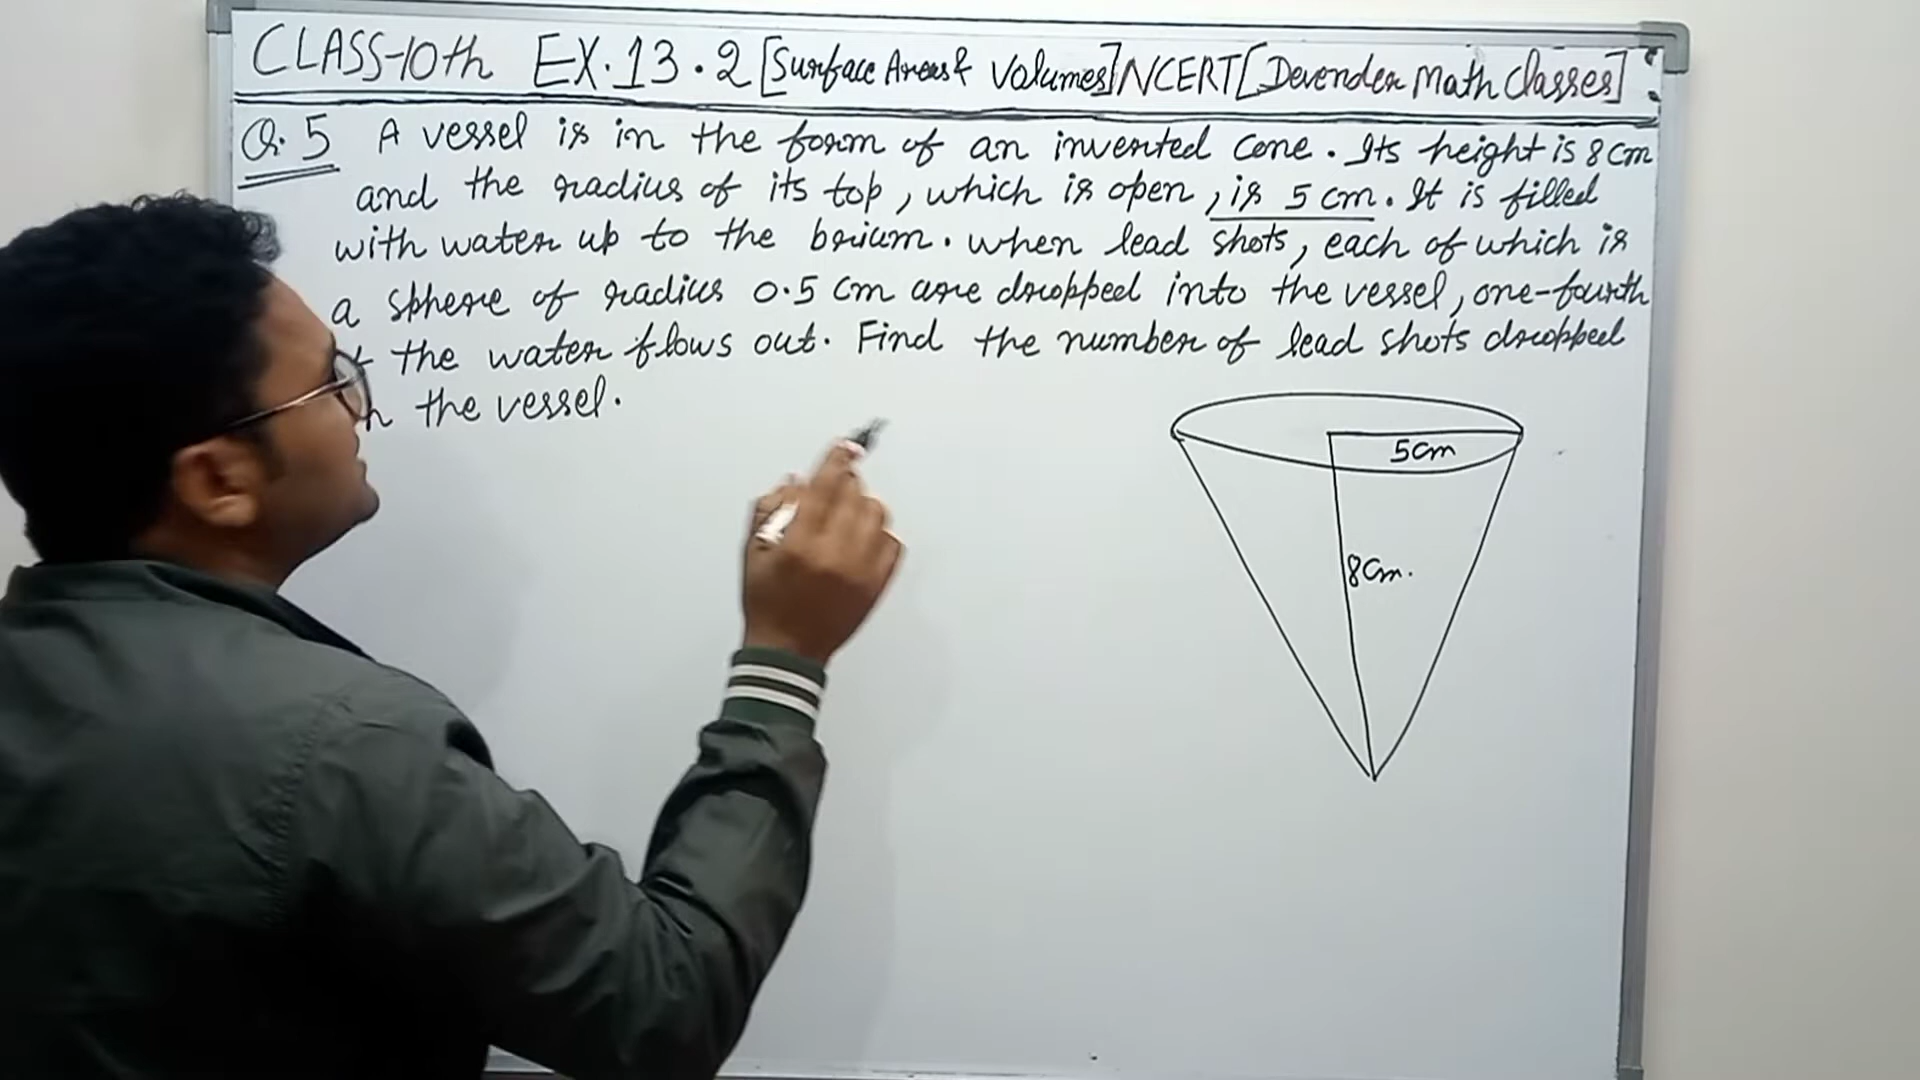 CLASS-10th EX.13.2 [Surface Areas & Volumes] NCERT [Devender Math Classes]:
Q.5 A vessel is in the form of an inverted cone. Its height is 8 cm
and the radius of its top, which is open, is 5 cm. It is filled
with water up to the brium. when lead shots, each of which is
a sphere of radius 0.5 cm are dropped into the vessel, one-fourth
the water flows out. Find the number of lead shots dropped
the vessel.
5cm
8cm.